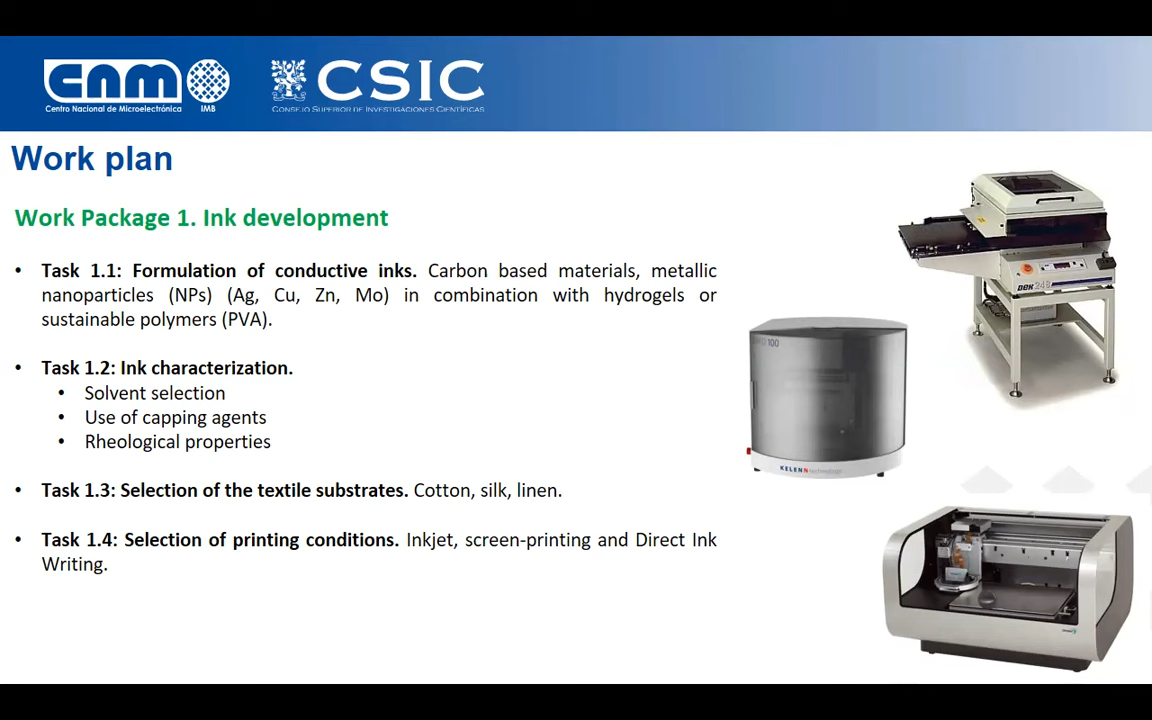 cnm
Centro Nacional de Microelectrónica
IMB
CSIC
CONSEJO SUPERIOR DE INVESTIGACIONES CIENTÍFICAS
Work plan
Work Package 1. Ink development
• Task 1.1: Formulation of conductive inks. Carbon based materials, metallic
nanoparticles (NPs) (Ag, Cu, Zn, Mo) in combination with hydrogels or
sustainable polymers (PVA).
• Task 1.2: Ink characterization.
• Solvent selection
• Use of capping agents
• Rheological properties
• Task 1.3: Selection of the textile substrates. Cotton, silk, linen.
• Task 1.4: Selection of printing conditions. Inkjet, screen-printing and Direct Ink
Writing.
DEK 248
100
KELENN technology